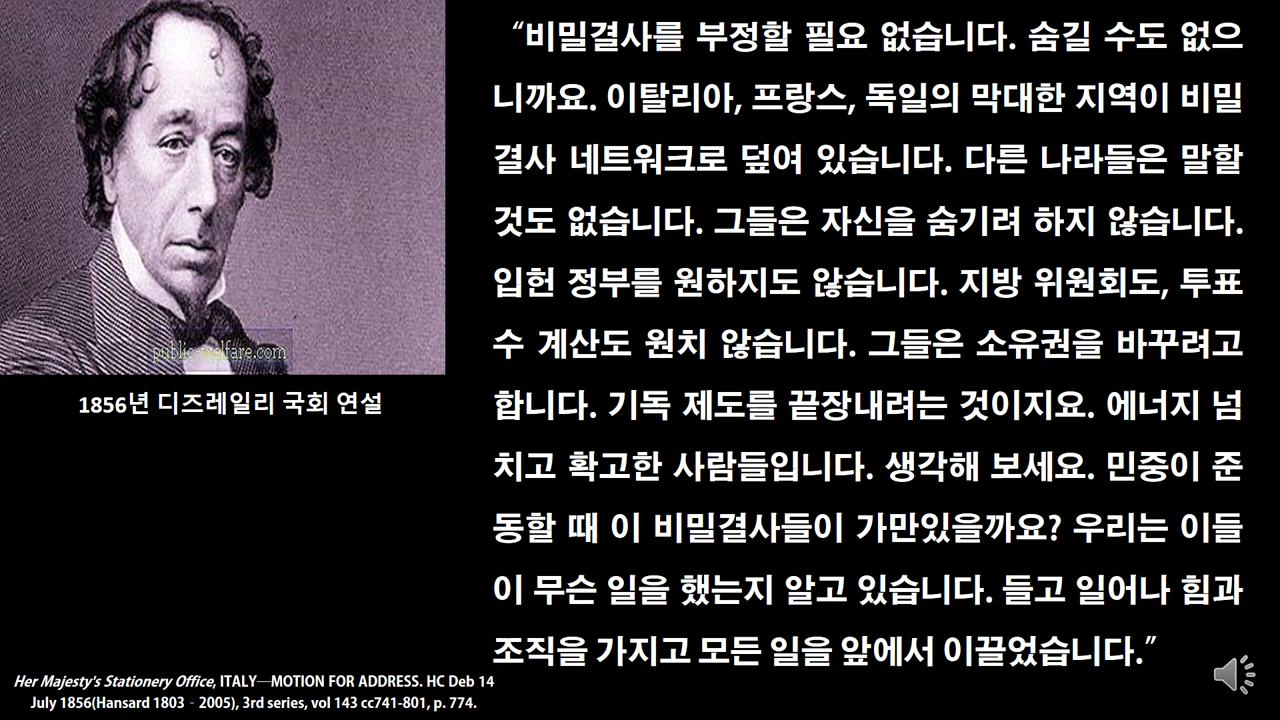 “비밀결사를 부정할 필요 없습니다. 숨길 수도 없으
니까요. 이탈리아, 프랑스, 독일의 막대한 지역이 비밀
결사 네트워크로 덮여 있습니다. 다른 나라들은 말할
것도 없습니다. 그들은 자신을 숨기려 하지 않습니다.
입헌 정부를 원하지도 않습니다. 지방 위원회도, 투표
수 계산도 원치 않습니다. 그들은 소유권을 바꾸려고
합니다. 기독 제도를 끝장내려는 것이지요. 에너지 넘
치고 확고한 사람들입니다. 생각해 보세요. 민중이 준
동할 때 이 비밀결사들이 가만있을까요? 우리는 이들
이 무슨 일을 했는지 알고 있습니다. 들고 일어나 힘과
조직을 가지고 모든 일을 앞에서 이끌었습니다.”
public-welfare.com
1856년 디즈레일리 국회 연설
Her Majesty's Stationery Office, ITALY—MOTION FOR ADDRESS. HC Deb 14
July 1856(Hansard 1803‐2005), 3rd series, vol 143 cc741-801, p. 774.